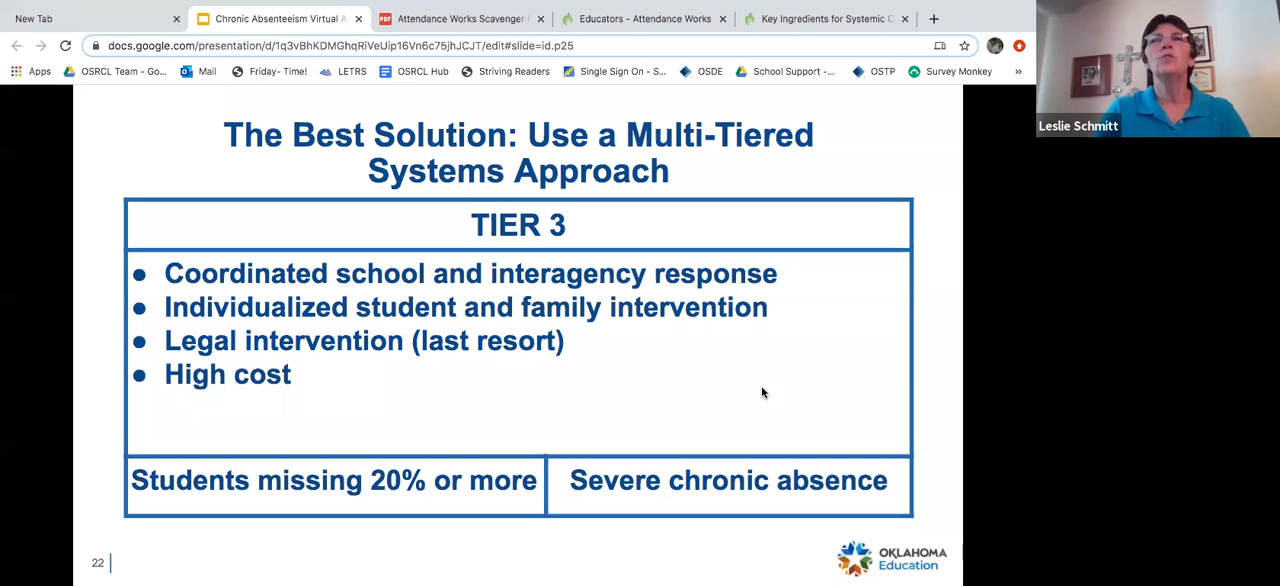 New Tab
Chronic Absenteeism Virtual A
Attendance Works Scavenger
Educators - Attendance Works
Key Ingredients for Systemic C
docs.google.com/presentation/d/1q3vBhKDMGhqRiVeUip16Vn6c75jhJCJT/edit#slide=id.p25
Apps
OSRCL Team - Go...
Mail
Friday- Time!
LETRS
OSRCL Hub
Striving Readers
Single Sign On - S...
OSDE
School Support -...
OSTP
Survey Monkey
»
Leslie Schmitt
The Best Solution: Use a Multi-Tiered
Systems Approach
TIER 3
● Coordinated school and interagency response
● Individualized student and family intervention
● Legal intervention (last resort)
● High cost
Students missing 20% or more
Severe chronic absence
22
OKLAHOMA
Education